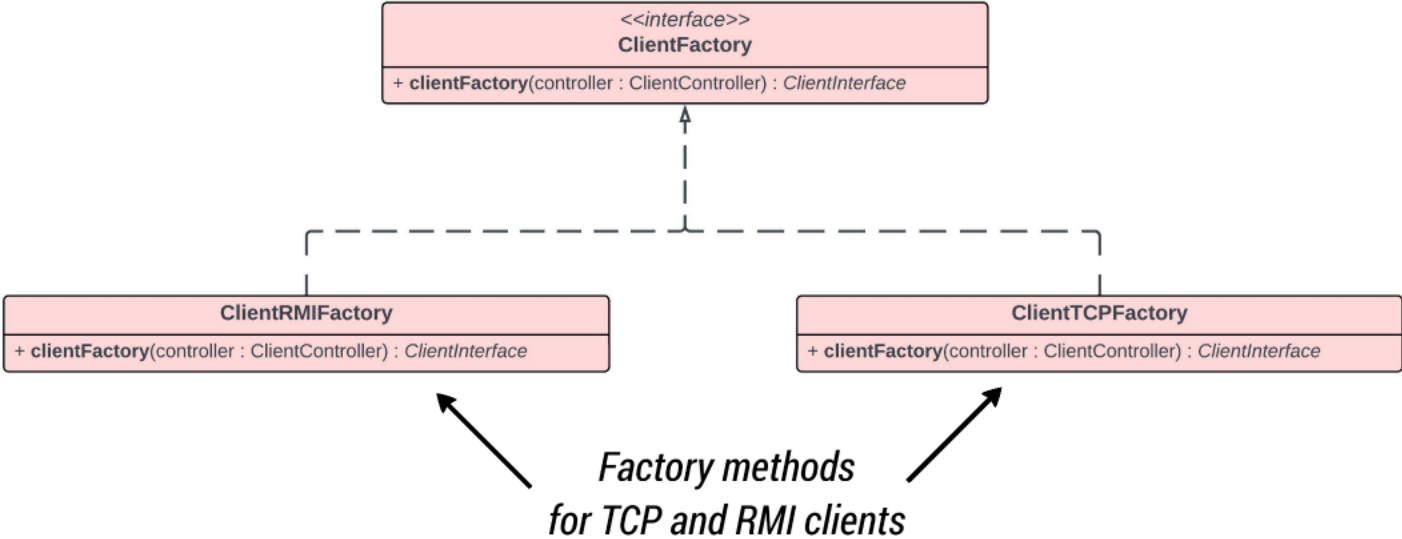 <<interface>>
ClientFactory
+ clientFactory(controller : ClientController) : ClientInterface
ClientRMIFactory
+ clientFactory(controller : ClientController) : ClientInterface
ClientTCPFactory
+ clientFactory(controller : ClientController) : ClientInterface
Factory methods
for TCP and RMI clients